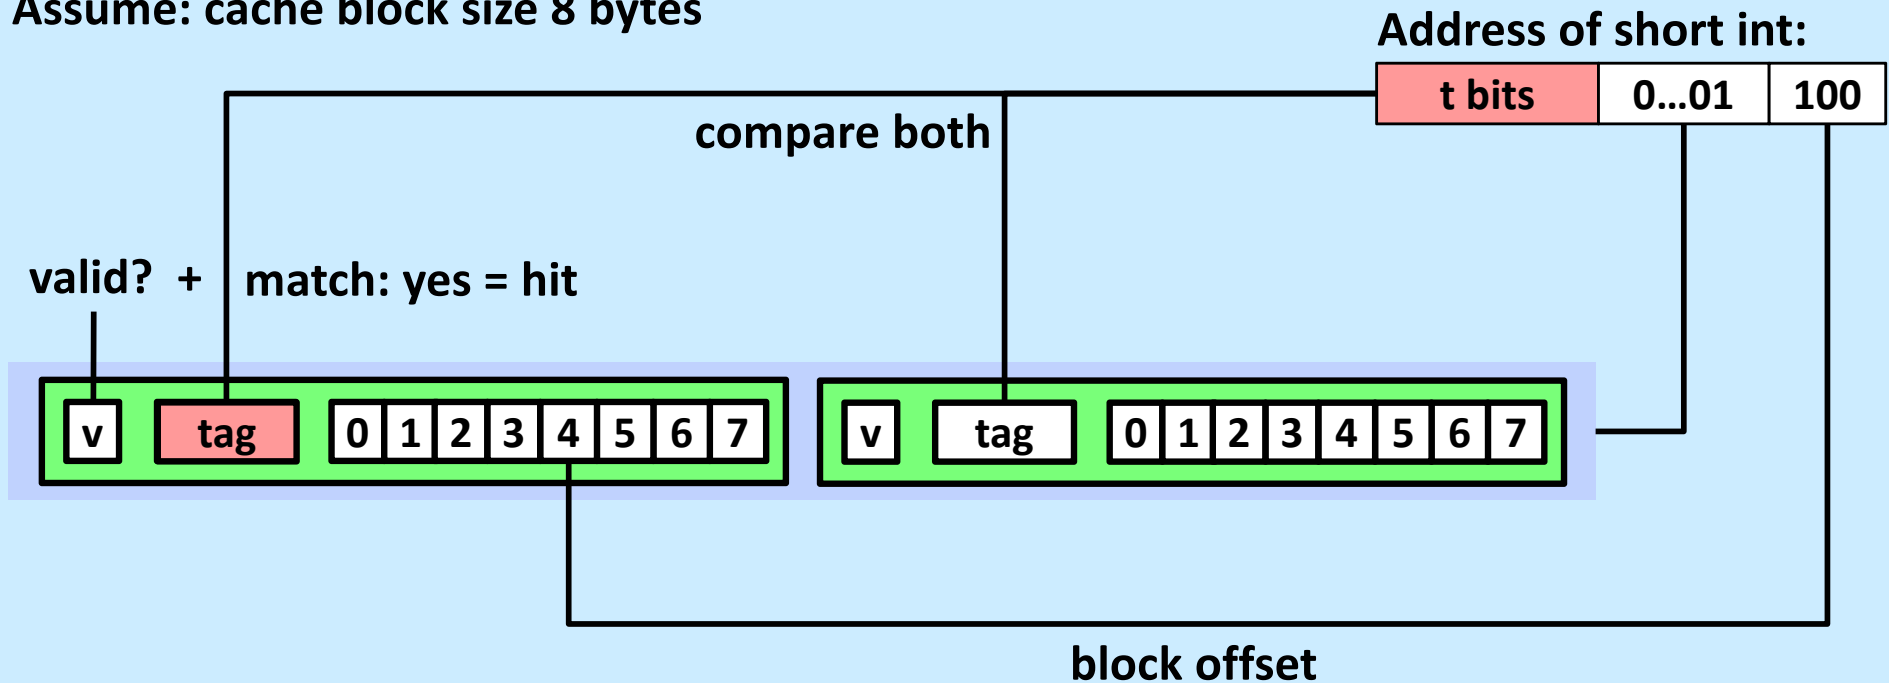 Assume: cache block size 8 bytes
Address of short int:
t bits 0...01 100
compare both
valid? + match: yes = hit
v tag 0 1 2 3 4 5 6 7 v tag 0 1 2 3 4 5 6 7
block offset